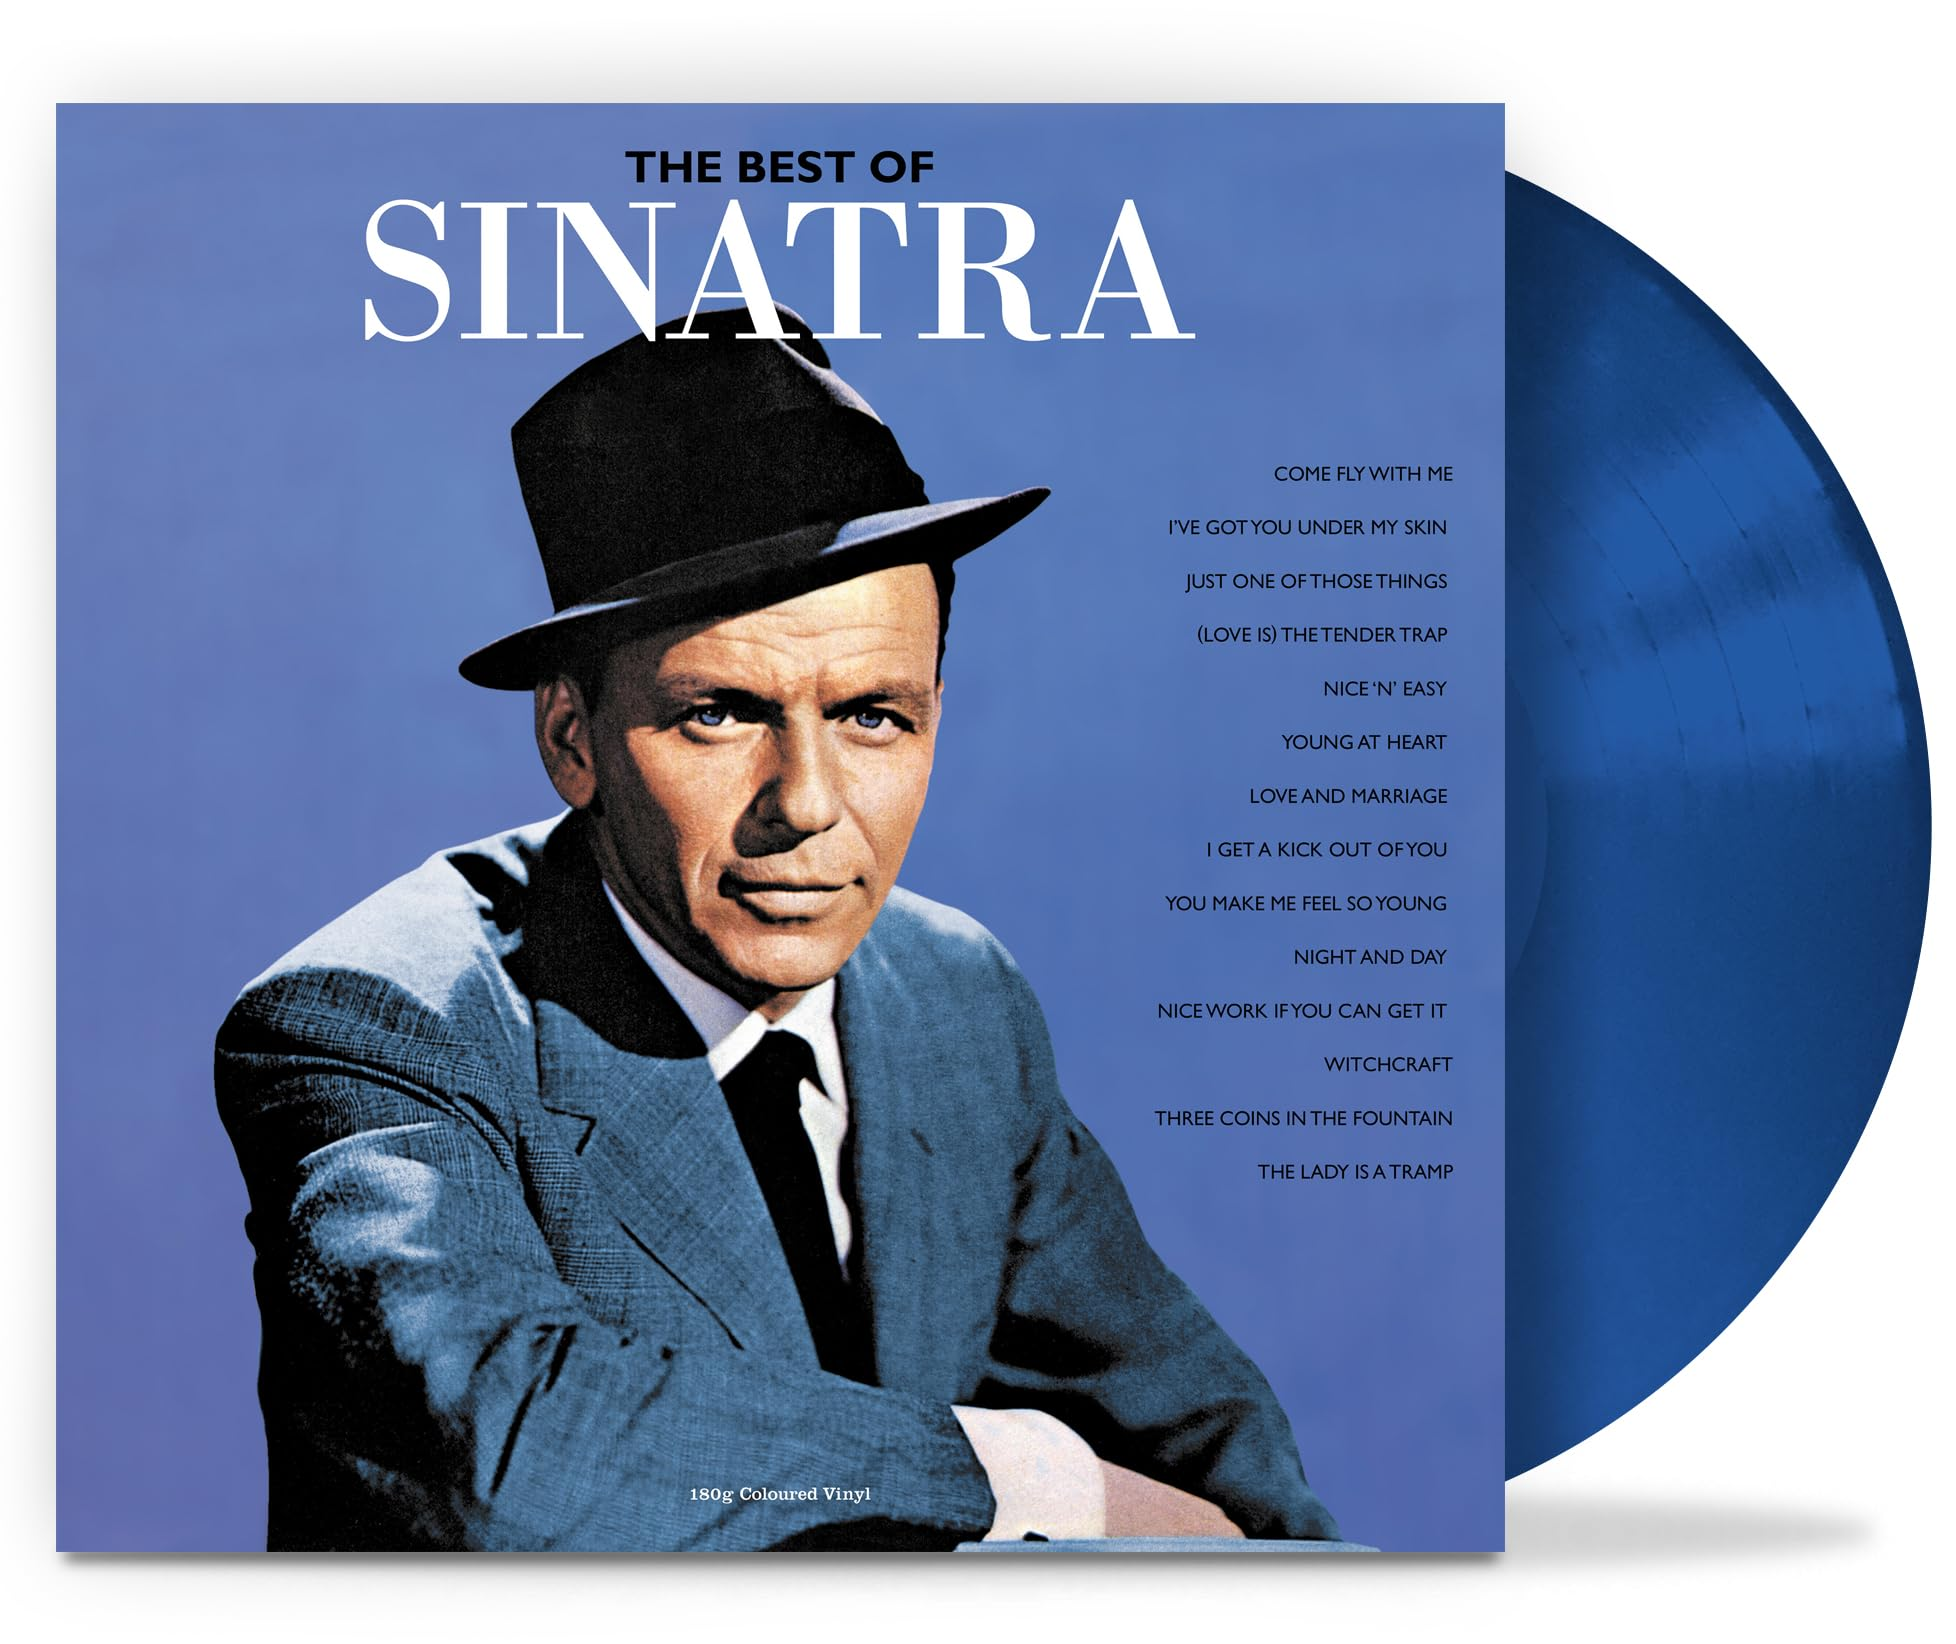 THE BEST OF
SINATRA
COME FLY WITH ME
I'VE GOT YOU UNDER MY SKIN
JUST ONE OF THOSE THINGS
(LOVE IS) THE TENDER TRAP
NICE ‘N’ EASY
YOUNG AT HEART
LOVE AND MARRIAGE
I GET A KICK OUT OF YOU
YOU MAKE ME FEEL SO YOUNG
NIGHT AND DAY
NICE WORK IF YOU CAN GET IT
WITCHCRAFT
THREE COINS IN THE FOUNTAIN
THE LADY IS A TRAMP
180g Coloured Vinyl